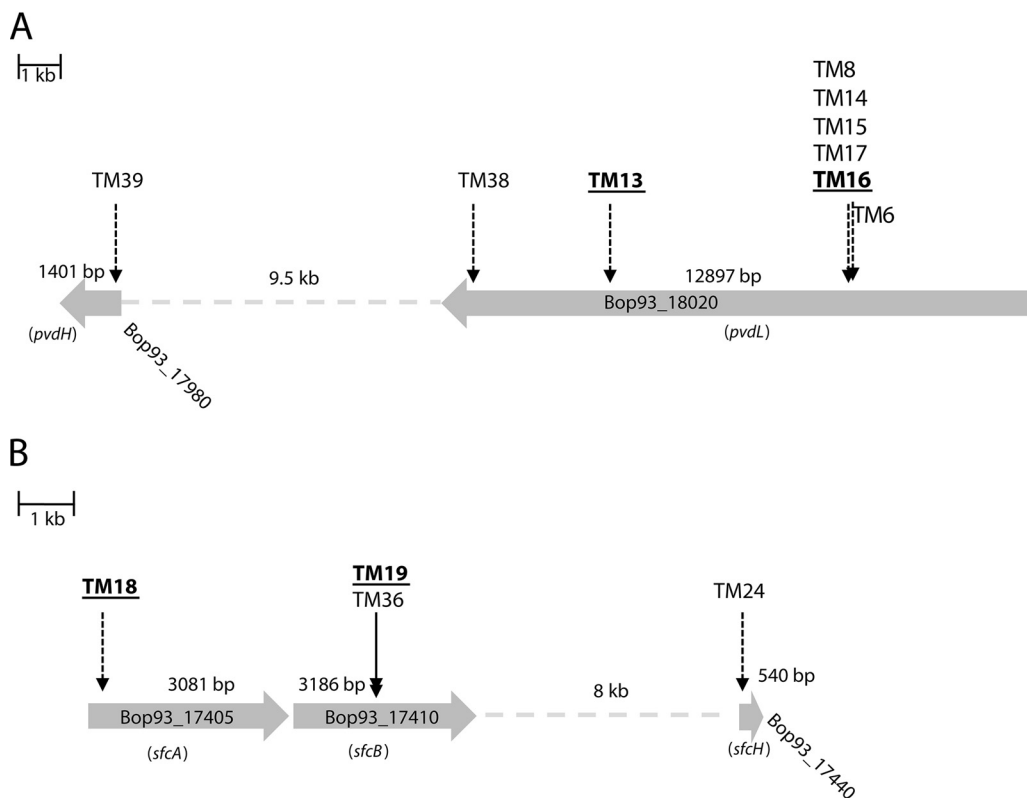 A
1 kb
TM8
TM14
TM15
TM17
TM39
TM38
TM13
TM16
TM6
1401 bp
9.5 kb
12897 bp
Bop93_18020
(pvdH)
(pvdL)
Bop93_17980
B
1 kb
TM18
TM19
TM36
TM24
3081 bp
3186 bp
8 kb
540 bp
Bop93_17405
Bop93_17410
(sfcA)
(sfcB)
(sfcH)
Bop93_17440